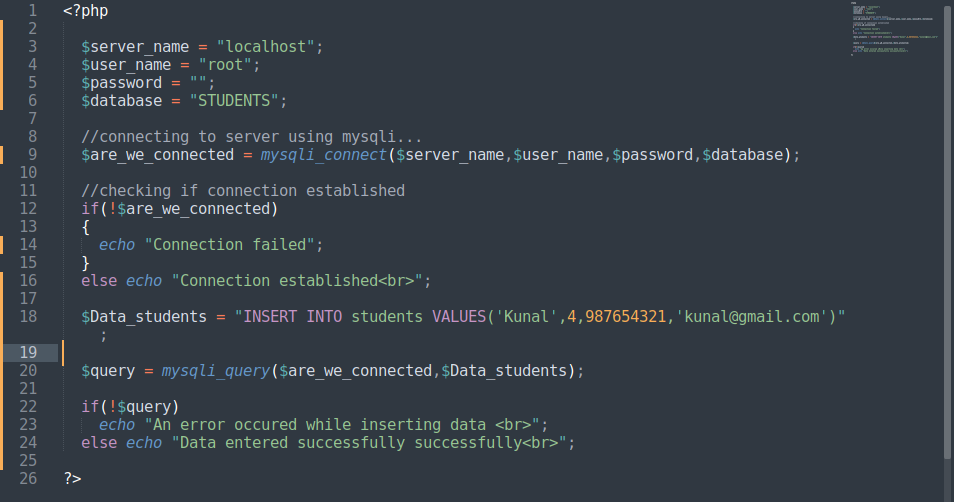 1 <?php
2
3 $server_name = "localhost";
4 $user_name = "root";
5 $password = "";
6 $database = "STUDENTS";
7
8 //connecting to server using mysqli...
9 $are_we_connected = mysqli_connect($server_name,$user_name,$password,$database);
10
11 //checking if connection established
12 if(!$are_we_connected)
13 {
14 echo "Connection failed";
15 }
16 else echo "Connection established<br>";
17
18 $Data_students = "INSERT INTO students VALUES('Kunal',4,987654321,'kunal@gmail.com')"
;
19
20 $query = mysqli_query($are_we_connected,$Data_students);
21
22 if(!$query)
23 echo "An error occured while inserting data <br>";
24 else echo "Data entered successfully successfully<br>";
25
26 ?>